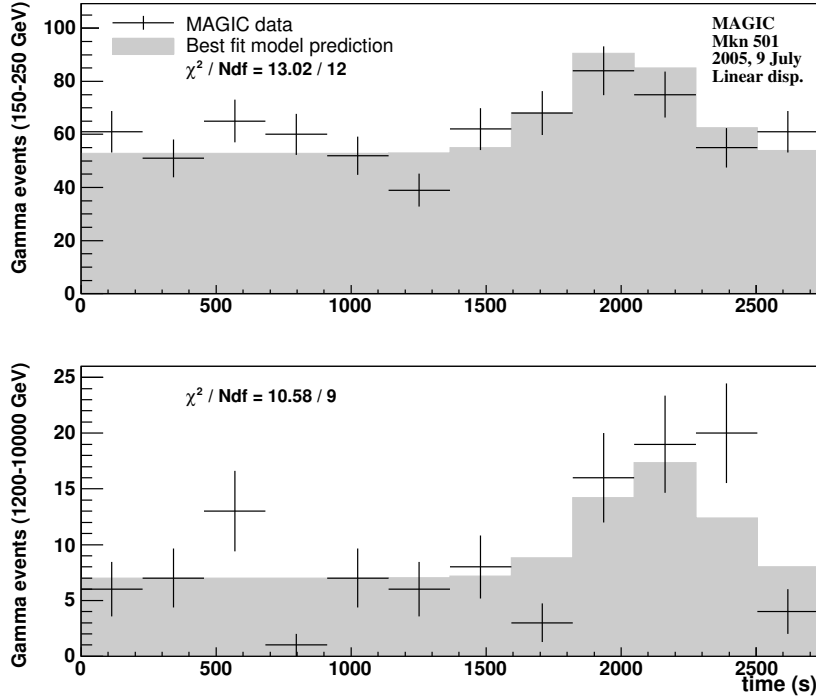 Gamma events (150-250 GeV)
100
80
60
40
20
0
MAGIC data
Best fit model prediction
χ² / Ndf = 13.02 / 12
MAGIC
Mkn 501
2005, 9 July
Linear disp.
0 500 1000 1500 2000 2500
Gamma events (1200-10000 GeV)
25
20
15
10
5
0
χ² / Ndf = 10.58 / 9
0 500 1000 1500 2000 2500
time (s)